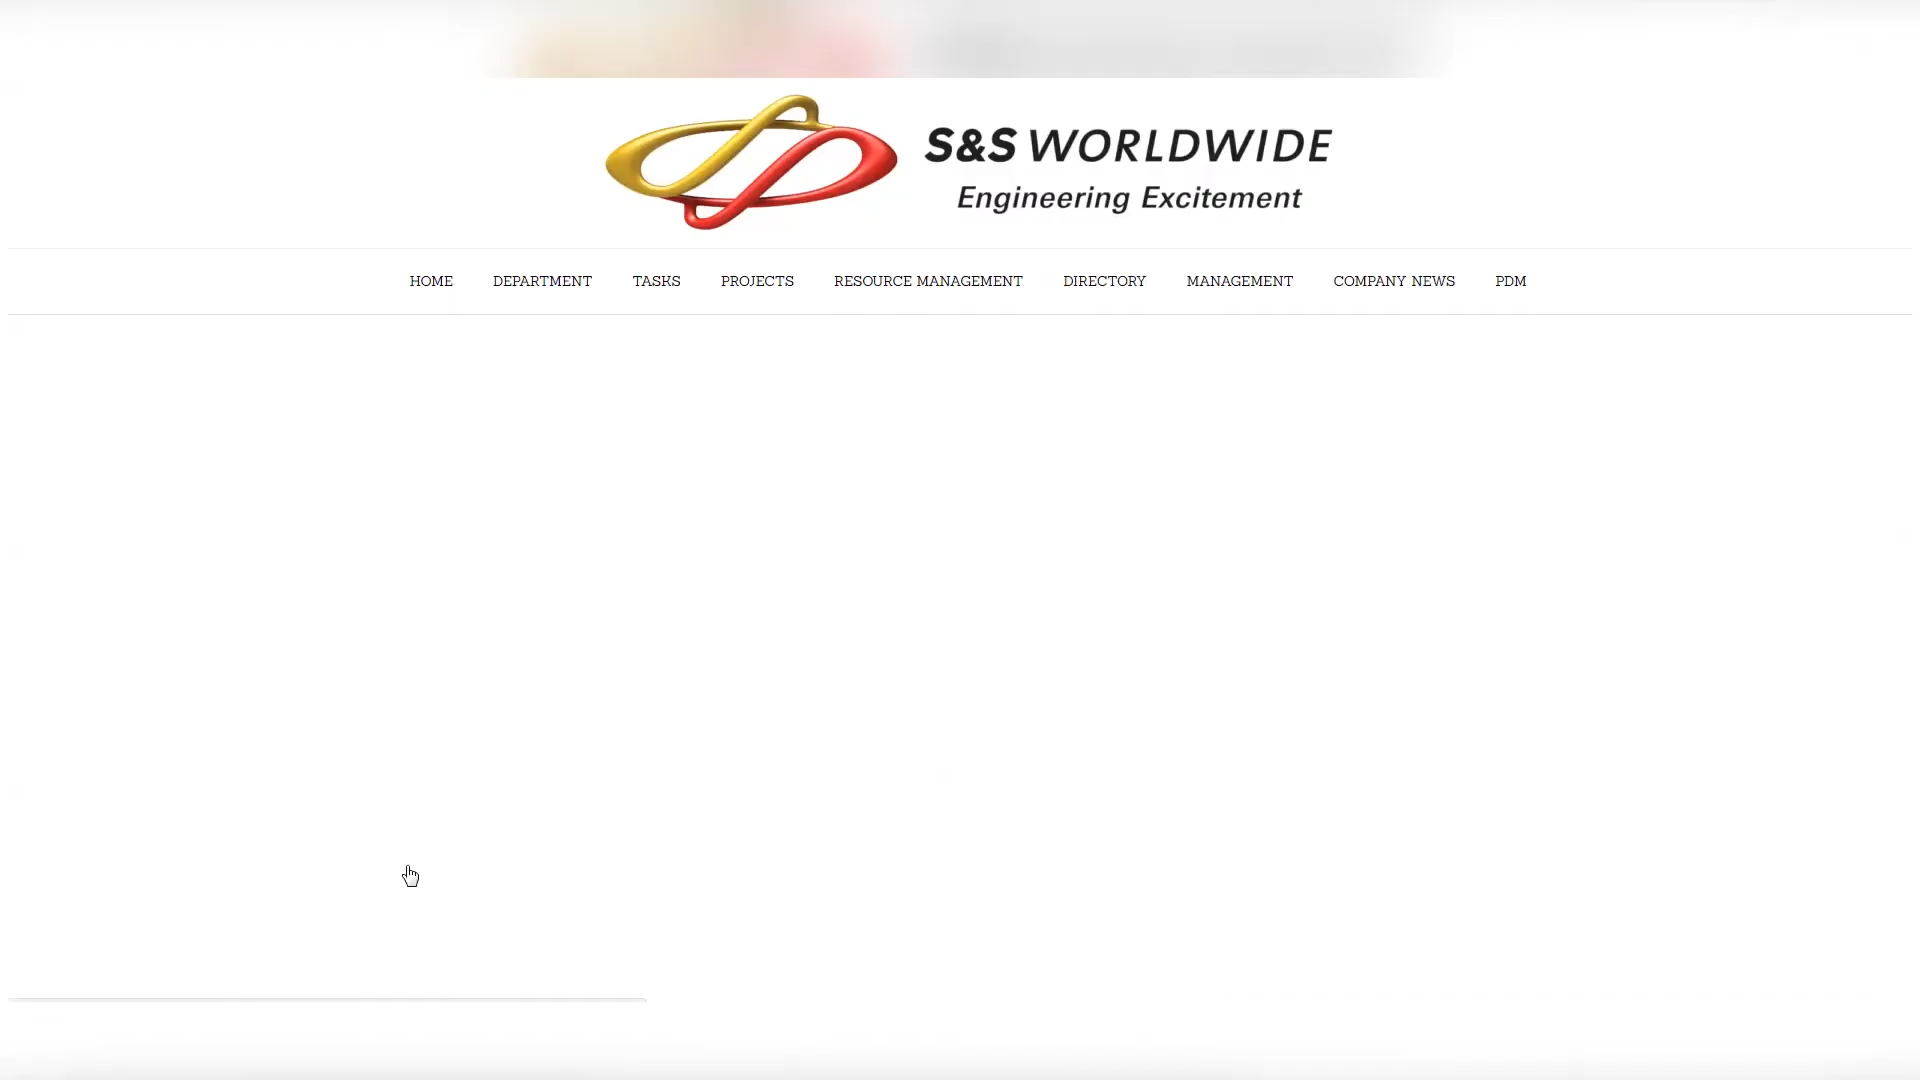 S&S WORLDWIDE
Engineering Excitement
HOME DEPARTMENT TASKS PROJECTS RESOURCE MANAGEMENT DIRECTORY MANAGEMENT COMPANY NEWS PDM